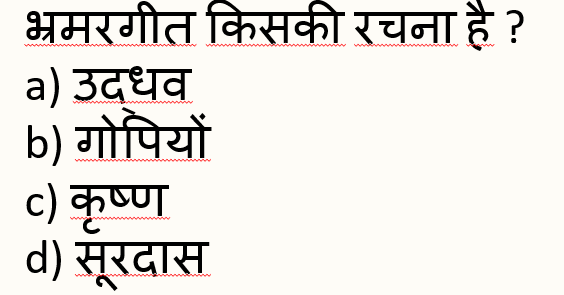 भ्रमरगीत किसकी रचना है ?
a) उद्‌धव
b) गोपियों
c) कृष्ण
d) सूरदास